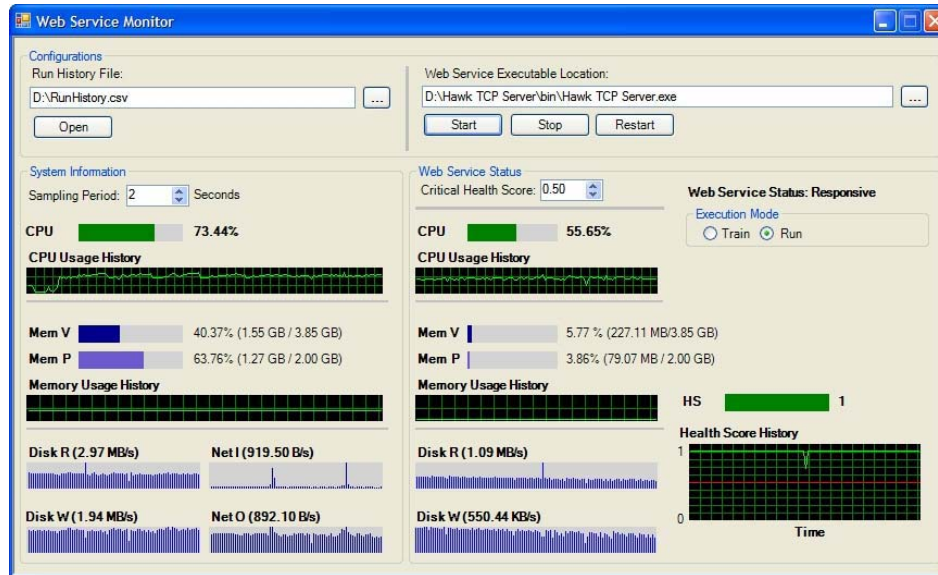 Web Service Monitor
Configurations
Run History File:
D:\RunHistory.csv
...
Open
Web Service Executable Location:
D:\Hawk TCP Server\bin\Hawk TCP Server.exe
...
Start Stop Restart
System Information
Sampling Period: 2 Seconds
CPU 73.44%
CPU Usage History
Mem V 40.37% (1.55 GB / 3.85 GB)
Mem P 63.76% (1.27 GB / 2.00 GB)
Memory Usage History
Disk R (2.97 MB/s) Net I (919.50 B/s)
Disk W (1.94 MB/s) Net O (892.10 B/s)
Web Service Status
Critical Health Score: 0.50
CPU 55.65%
CPU Usage History
Mem V 5.77 % (227.11 MB/3.85 GB)
Mem P 3.86% (79.07 MB / 2.00 GB)
Memory Usage History
Disk R (1.09 MB/s)
Disk W (550.44 KB/s)
Web Service Status: Responsive
Execution Mode
Train Run
HS 1
Health Score History
1
0
Time